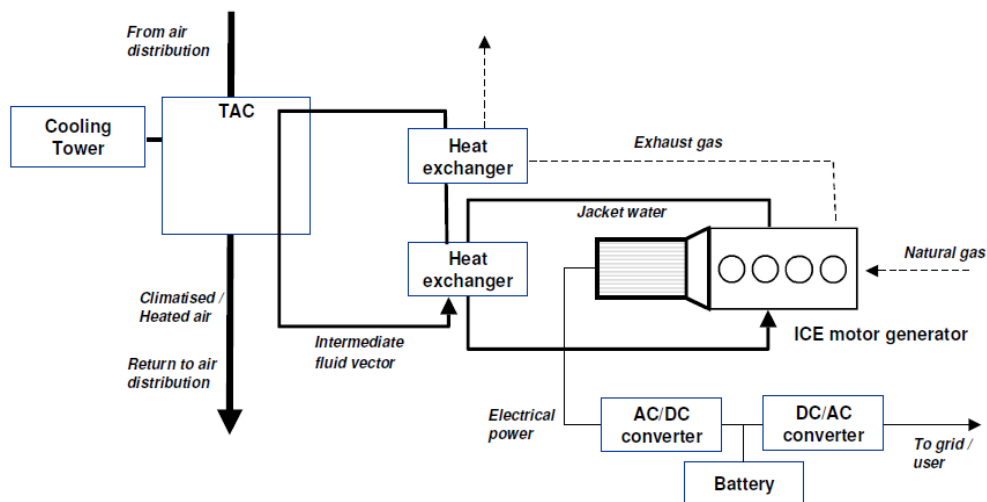 From air
distribution
TAC
Cooling
Tower
Heat
exchanger
Exhaust gas
Jacket water
Heat
exchanger
Natural gas
Climatised /
Heated air
Intermediate
fluid vector
ICE motor generator
Return to air
distribution
Electrical
power
AC/DC
converter
DC/AC
converter
To grid /
user
Battery